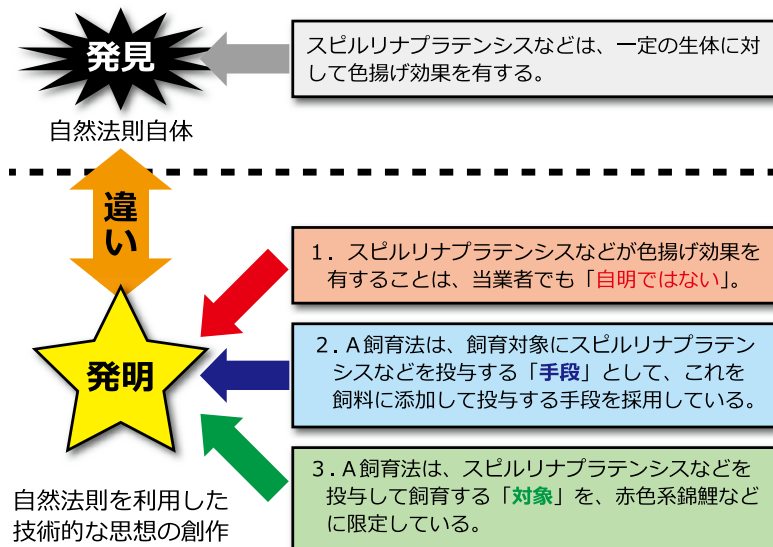 発見
スピルリナプラテンシスなどは、一定の生体に対
して色揚げ効果を有する。
自然法則自体
違い
1．スピルリナプラテンシスなどが色揚げ効果を
有することは、当業者でも「自明ではない」。
発明
2．A飼育法は、飼育対象にスピルリナプラテン
シスなどを投与する「手段」として、これを
飼料に添加して投与する手段を採用している。
3．A飼育法は、スピルリナプラテンシスなどを
投与して飼育する「対象」を、赤色系錦鯉など
に限定している。
自然法則を利用した
技術的な思想の創作